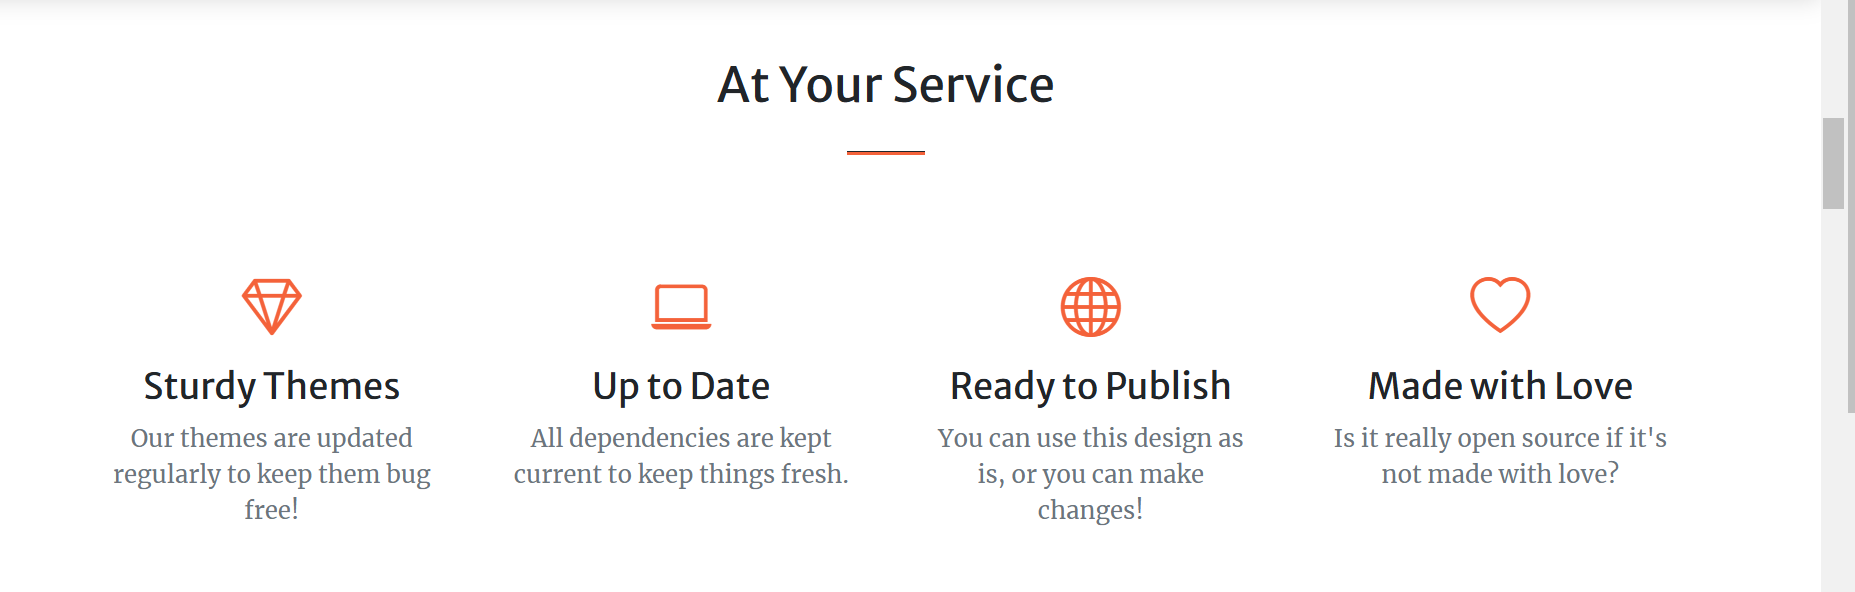 At Your Service
Sturdy Themes
Our themes are updated
regularly to keep them bug
free!
Up to Date
All dependencies are kept
current to keep things fresh.
Ready to Publish
You can use this design as
is, or you can make
changes!
Made with Love
Is it really open source if it's
not made with love?